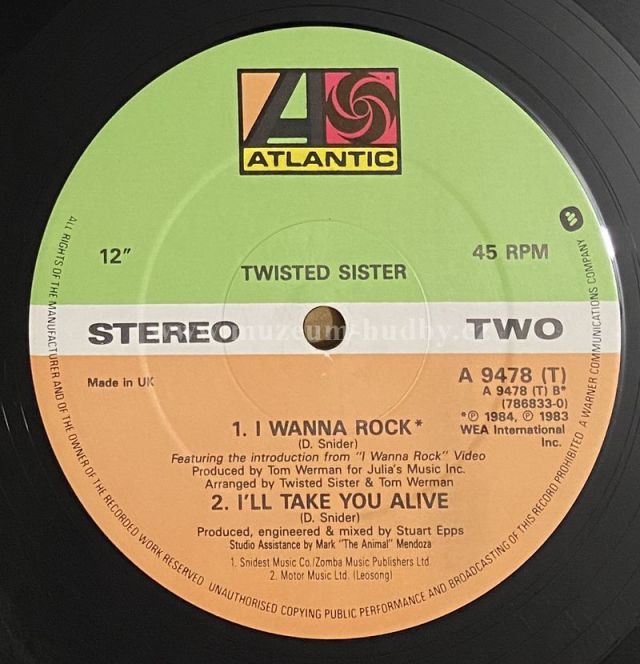 ATLANTIC
12" 45 RPM
TWISTED SISTER
STEREO TWO
muzeum-hudby.cz
Made in UK
A 9478 (T)
A 9478 (T) B*
(786833-0)
*℗ 1984, ℗ 1983
WEA International
Inc.
1. I WANNA ROCK*
(D. Snider)
Featuring the introduction from "I Wanna Rock" Video
Produced by Tom Werman for Julia's Music Inc.
Arranged by Twisted Sister & Tom Werman
2. I'LL TAKE YOU ALIVE
(D. Snider)
Produced, engineered & mixed by Stuart Epps
Studio Assistance by Mark "The Animal" Mendoza
1. Snidest Music Co./Zomba Music Publishers Ltd.
2. Motor Music Ltd. (Leosong)
ALL RIGHTS OF THE MANUFACTURER AND OF THE OWNER OF THE RECORDED WORK RESERVED UNAUTHORISED COPYING PUBLIC PERFORMANCE AND BROADCASTING OF THIS RECORD PROHIBITED A WARNER COMMUNICATIONS COMPANY